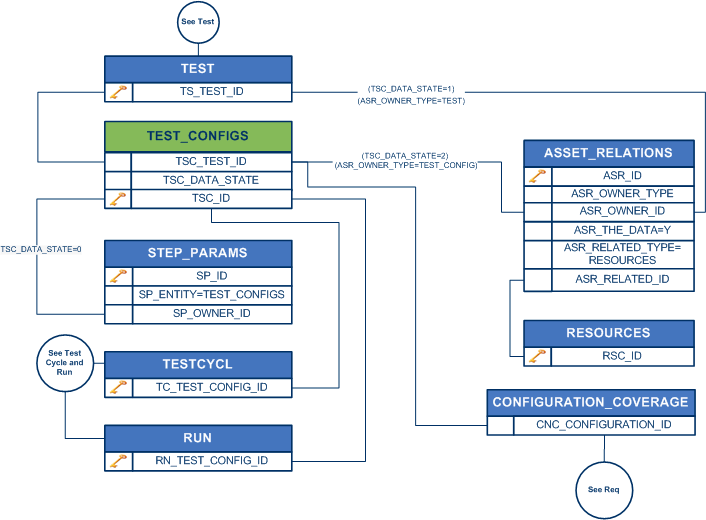 See Test
TEST
TS_TEST_ID
(TSC_DATA_STATE=1)
(ASR_OWNER_TYPE=TEST)
TEST_CONFIGS
TSC_TEST_ID
TSC_DATA_STATE
TSC_ID
(TSC_DATA_STATE=2)
(ASR_OWNER_TYPE=TEST_CONFIG)
ASSET_RELATIONS
ASR_ID
ASR_OWNER_TYPE
ASR_OWNER_ID
ASR_THE_DATA=Y
ASR_RELATED_TYPE=
RESOURCES
ASR_RELATED_ID
TSC_DATA_STATE=0
STEP_PARAMS
SP_ID
SP_ENTITY=TEST_CONFIGS
SP_OWNER_ID
RESOURCES
RSC_ID
See Test
Cycle and
Run
TESTCYCL
TC_TEST_CONFIG_ID
CONFIGURATION_COVERAGE
CNC_CONFIGURATION_ID
RUN
RN_TEST_CONFIG_ID
See Req